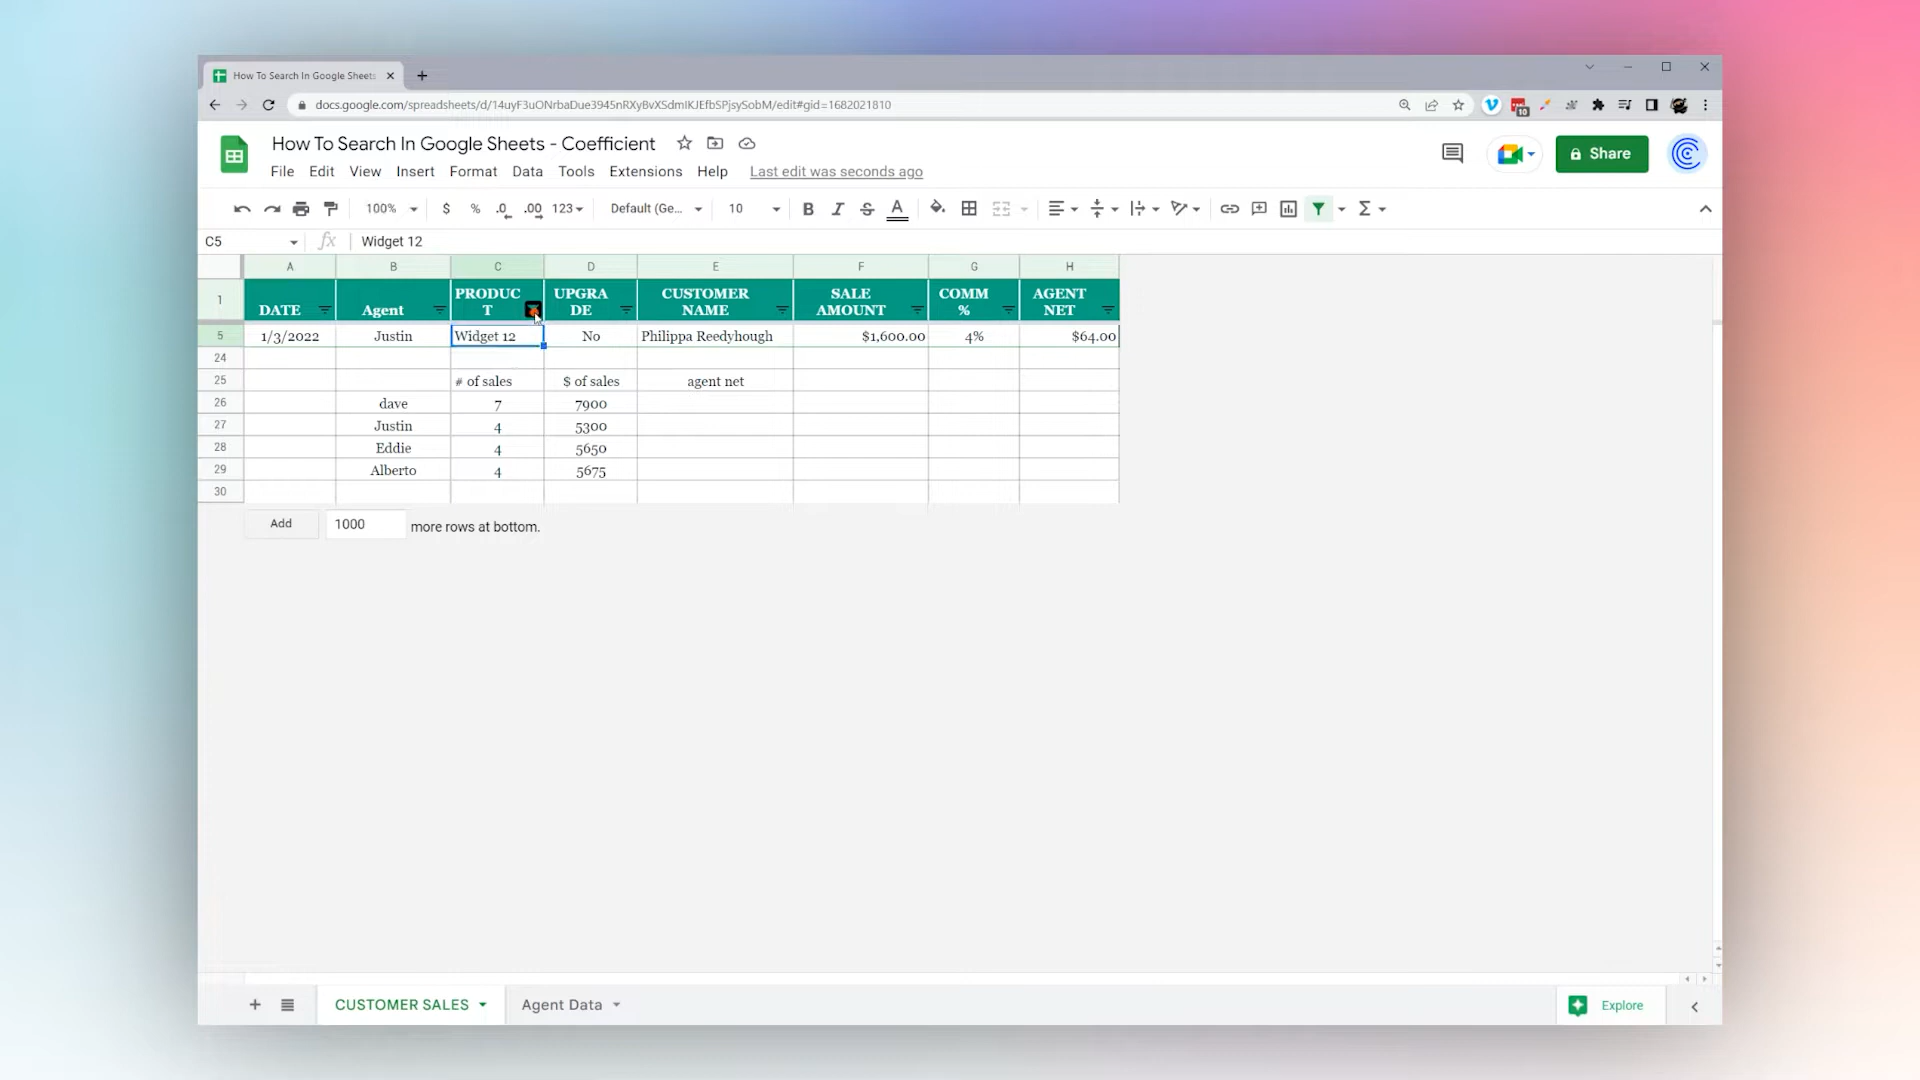 How To Search In Google Sheets
docs.google.com/spreadsheets/d/14uyF3uONrbaDue3945nRXyBvXSdmIKJEfbSPjsySobM/edit#gid=1682021810
10
How To Search In Google Sheets - Coefficient
File Edit View Insert Format Data Tools Extensions Help Last edit was seconds ago
Share
100% $ % .0 .00 123 Default (Ge... 10 B I S A
C5 fx Widget 12
A B C D E F G H
1 DATE Agent PRODUC
T UPGRA
DE CUSTOMER
NAME SALE
AMOUNT COMM
% AGENT
NET
5 1/3/2022 Justin Widget 12 No Philippa Reedyhough $1,600.00 4% $64.00
24
25 # of sales $ of sales agent net
26 dave 7 7900
27 Justin 4 5300
28 Eddie 4 5650
29 Alberto 4 5675
30
Add 1000 more rows at bottom.
CUSTOMER SALES Agent Data Explore